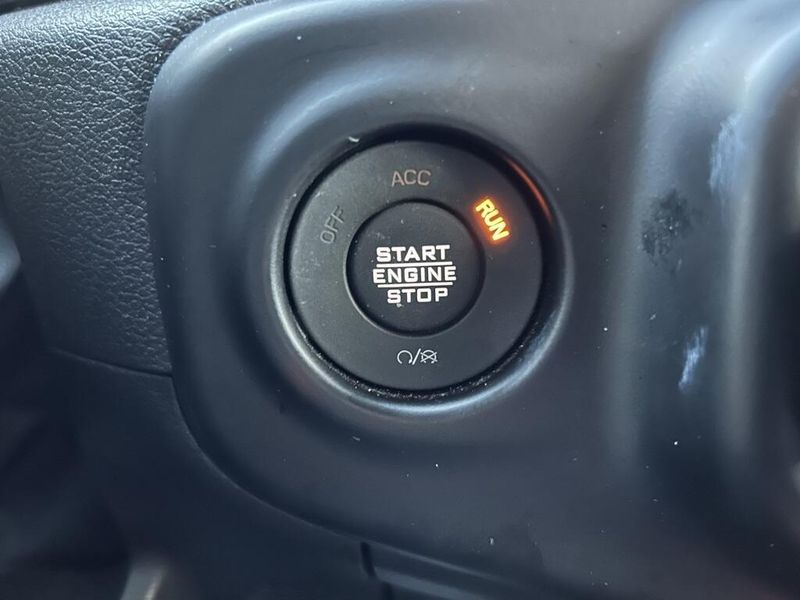 ACC
OFF
RUN
START
ENGINE
STOP